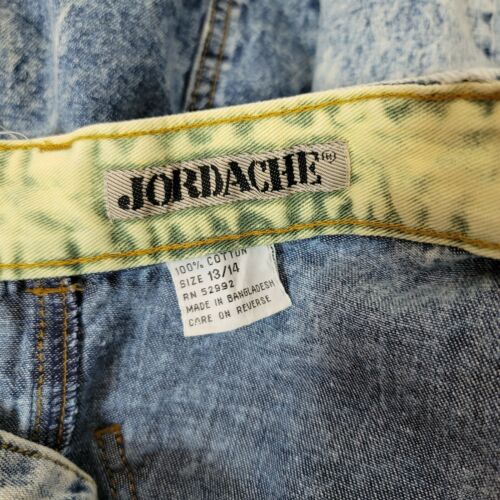 JORDACHE®
100% COTTON
SIZE 13/14
RN 52992
MADE IN BANGLADESH
CARE ON REVERSE